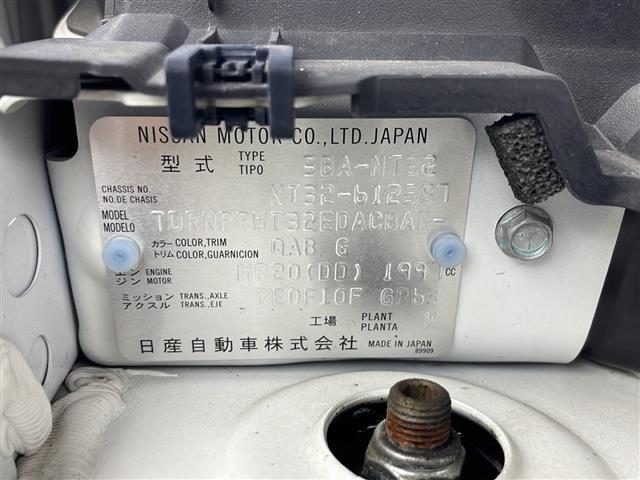 NISSAN MOTOR CO.,LTD.JAPAN
型式 TYPE TIPO 5BA-NT32
CHASSIS NO. NO.DE CHASIS NT32-612387
MODEL MODELO
カラー COLOR,TRIM トリム COLOR,GUARNICION QAB G
エンジン ENGINE MOTOR MR20(DD) 1997 CC
ミッション TRANS.,AXLE アクスル TRANS.,EJE RE0F10F GR63
工場 PLANT PLANTA W
日産自動車株式会社 MADE IN JAPAN
89909